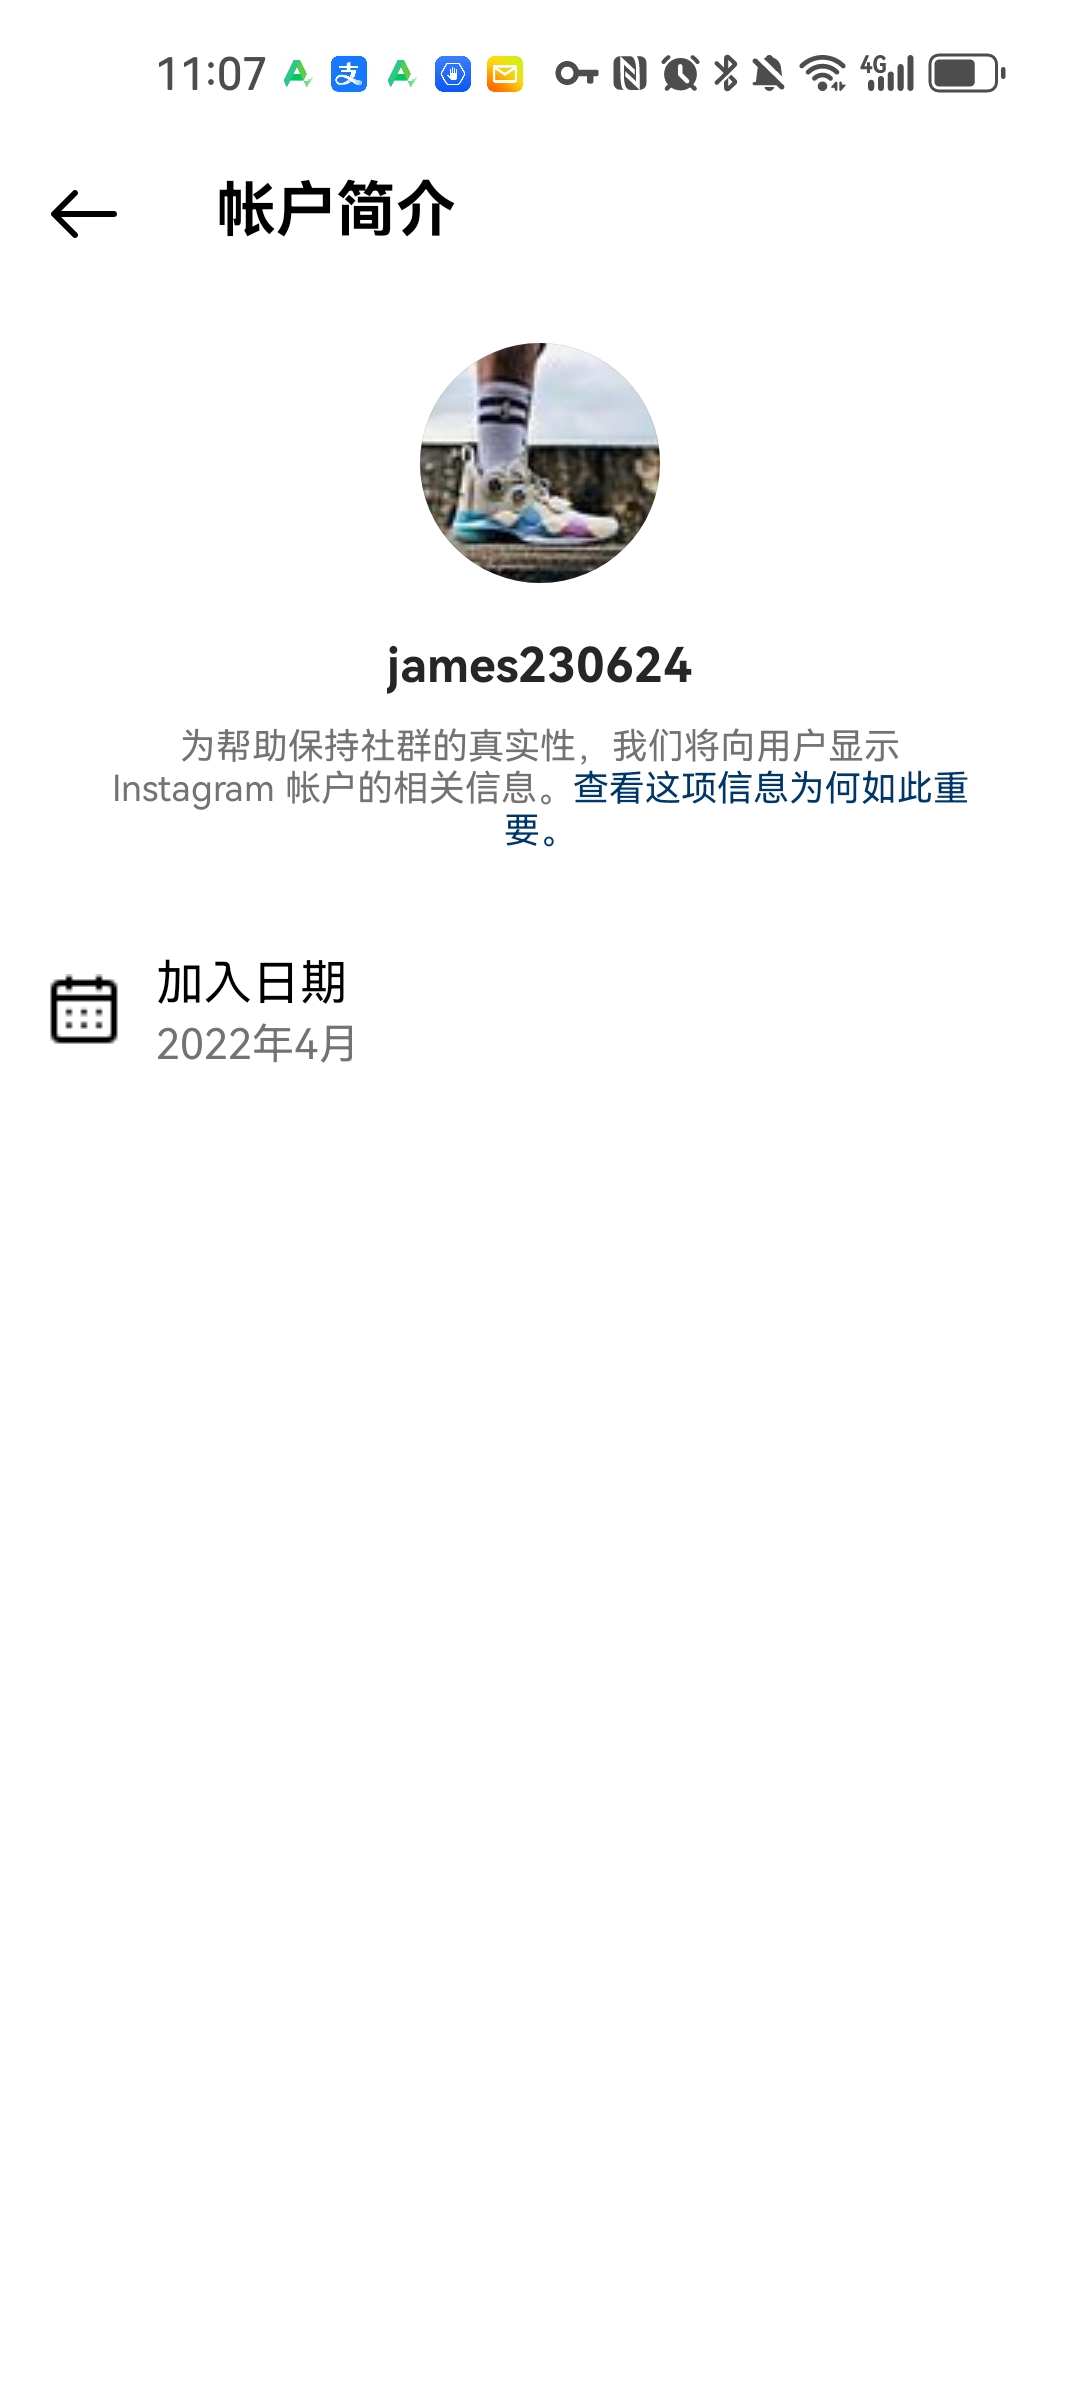 11:07
支
4G
帐户简介
james230624
为帮助保持社群的真实性，我们将向用户显示
Instagram 帐户的相关信息。查看这项信息为何如此重
要。
加入日期
2022年4月